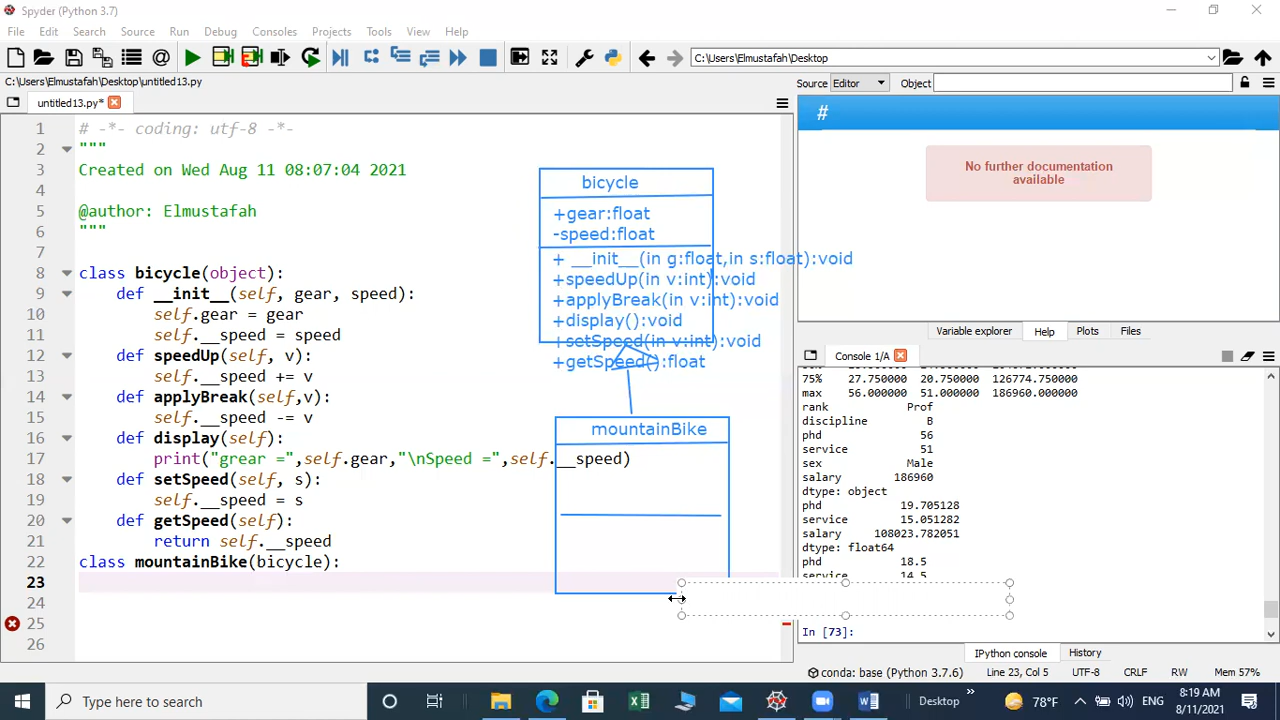 Spyder (Python 3.7)
File Edit Search Source Run Debug Consoles Projects Tools View Help
C:\Users\Elmustafah\Desktop
C:\Users\Elmustafah\Desktop\untitled13.py
Source Editor Object
untitled13.py*
1 # -*- coding: utf-8 -*-
2 """
3 Created on Wed Aug 11 08:07:04 2021
4
5 @author: Elmustafah
6 """
7
8 class bicycle(object):
9 def __init__(self, gear, speed):
10 self.gear = gear
11 self.__speed = speed
12 def speedUp(self, v):
13 self.__speed += v
14 def applyBreak(self,v):
15 self.__speed -= v
16 def display(self):
17 print("grear =",self.gear,"\nSpeed =",self.__speed)
18 def setSpeed(self, s):
19 self.__speed = s
20 def getSpeed(self):
21 return self.__speed
22 class mountainBike(bicycle):
23
24
25
26
bicycle
+gear:float
-speed:float
+ __init__(in g:float,in s:float):void
+speedUp(in v:int):void
+applyBreak(in v:int):void
+display():void
+setSpeed(in v:int):void
+getSpeed():float
mountainBike
#
No further documentation
available
Variable explorer Help Plots Files
Console 1/A
75% 27.750000 20.750000 126774.750000
max 56.000000 51.000000 186960.000000
rank Prof
discipline B
phd 56
service 51
sex Male
salary 186960
dtype: object
phd 19.705128
service 15.051282
salary 108023.782051
dtype: float64
phd 18.5
service 14.5
In [73]:
IPython console History
conda: base (Python 3.7.6) Line 23, Col 5 UTF-8 CRLF RW Mem 57%
Type here to search
Desktop
78°F
ENG
8:19 AM
8/11/2021